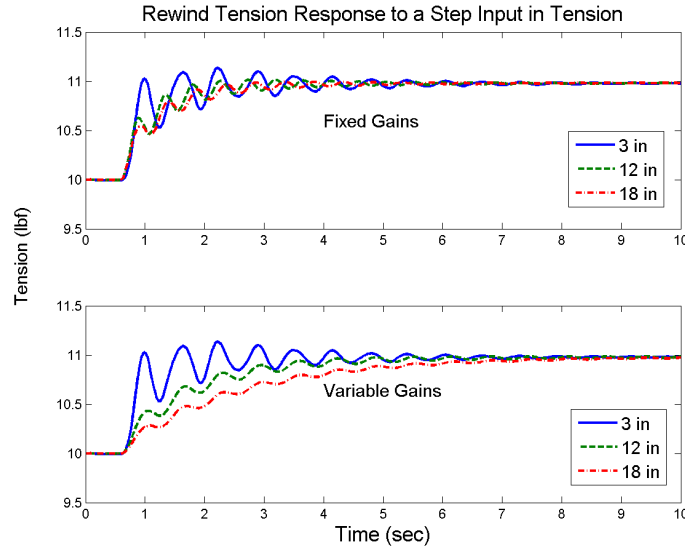 Rewind Tension Response to a Step Input in Tension
11.5
11
10.5
10
9.5
0 1 2 3 4 5 6 7 8 9 10
Fixed Gains
3 in
12 in
18 in
Tension (lbf)
11.5
11
10.5
10
9.5
0 1 2 3 4 5 6 7 8 9 10
Variable Gains
3 in
12 in
18 in
Time (sec)